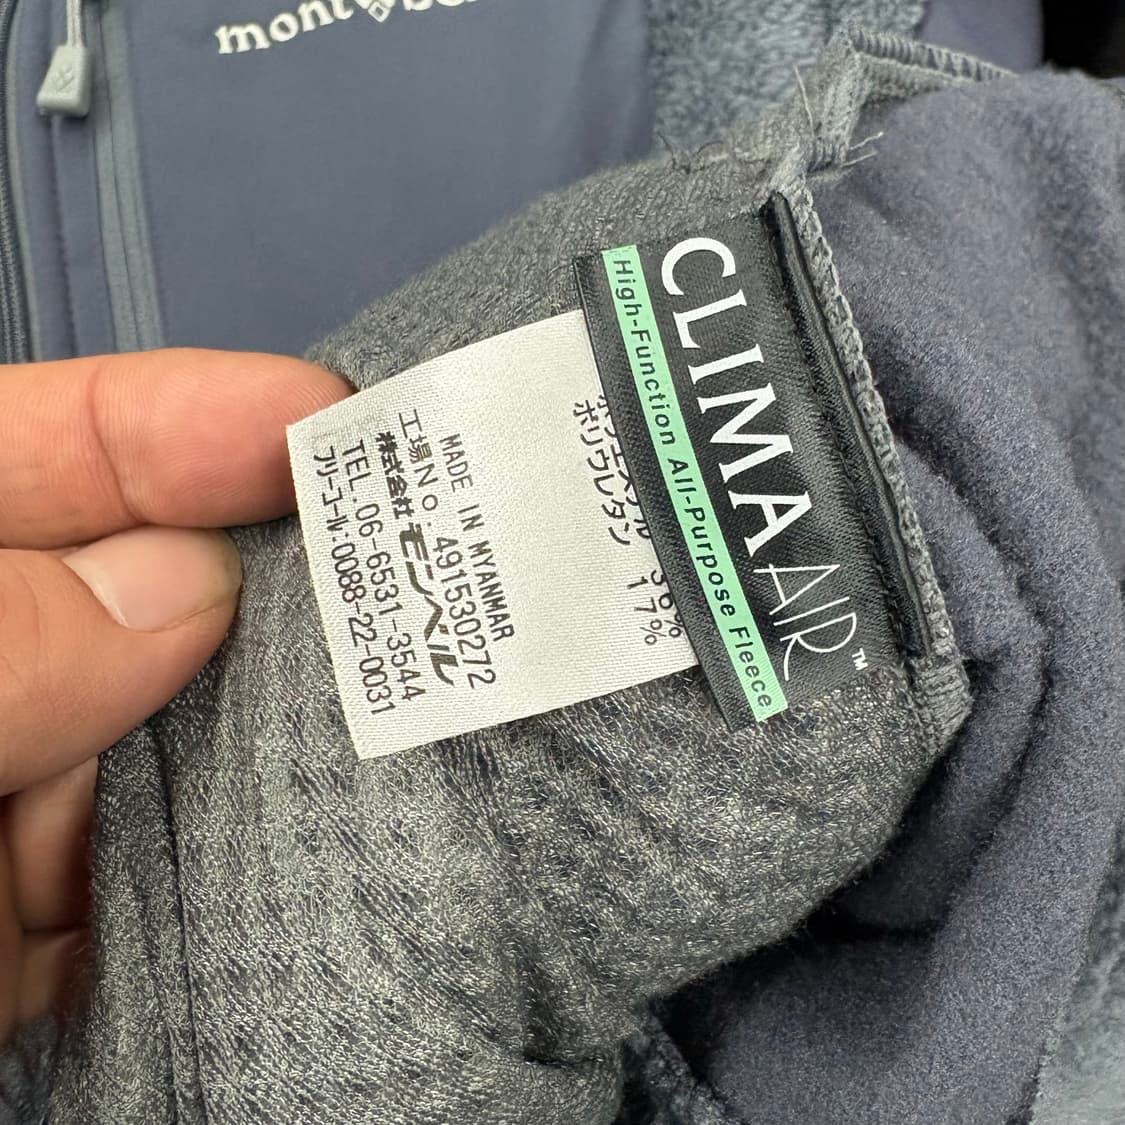 mont
CLIMAAIR™
High-Function All-Purpose Fleece
36%
ポリウレタン 17%
MADE IN MYANMAR
工場NO. 491530272
株式会社モンベル
TEL.06-6531-3544
フリーコール:0088-22-0031